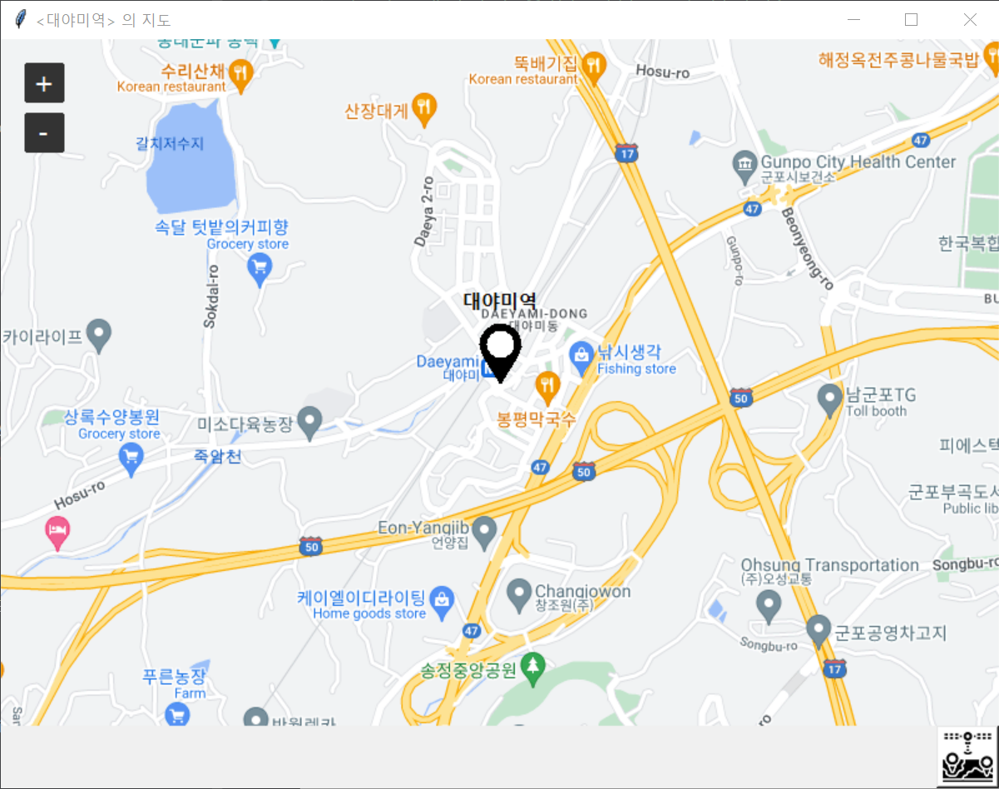 <대야미역> 의 지도
+
-
수리산채
Korean restaurant
뚝배기집
Korean restaurant
Hosu-ro
해정옥전주콩나물국밥
산장대게
갈치저수지
17
47
Gunpo City Health Center
군포시보건소
Daeya 2-ro
47
Beonyeong-ro
속달 텃밭의커피향
Grocery store
Gunpo-ro
한국복합
Sokdal-ro
대야미역
DAEYAMI-DONG
대야미동
BU
카이라이프
Daeyami
대야미
낚시생각
Fishing store
남군포TG
Toll booth
50
상록수양봉원
Grocery store
미소다육농장
봉평막국수
죽암천
피에스텍
47
50
Hosu-ro
군포부곡도서
Public lib
Eon-Yangjib
언양집
50
Ohsung Transportation
(주)오성교통
Songbu-ro
케이엘이디라이팅
Home goods store
Changjowon
창조원(주)
47
군포공영차고지
Songbu-ro
송정중앙공원
17
푸른농장
Farm